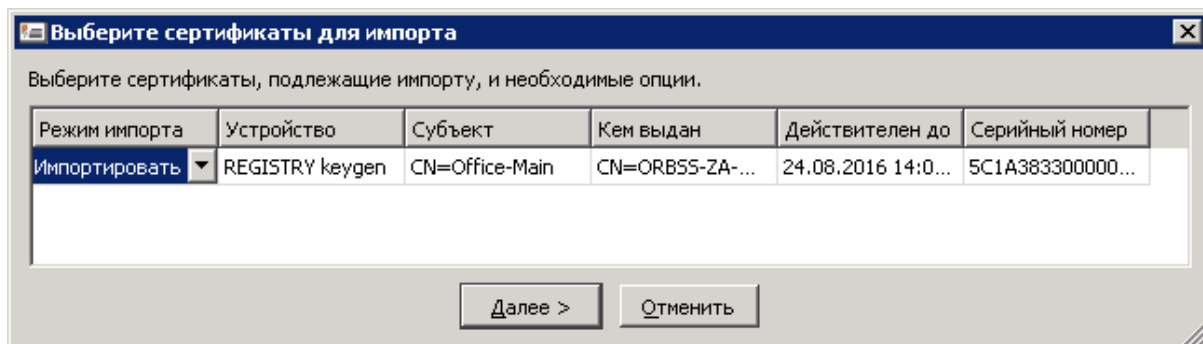 Выберите сертификаты для импорта
Выберите сертификаты, подлежащие импорту, и необходимые опции.
Режим импорта Устройство Субъект Кем выдан Действителен до Серийный номер
Импортировать REGISTRY keygen CN=Office-Main CN=ORBSS-ZA-... 24.08.2016 14:0... 5C1A383300000...
Далее > Отменить